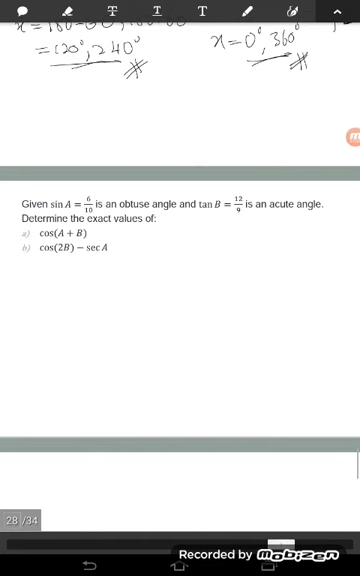 = 120°, 240°
x = 0°, 360°
Given sin A = 6/10 is an obtuse angle and tan B = 12/9 is an acute angle.
Determine the exact values of:
a) cos(A + B)
b) cos(2B) − sec A
28 /34
Recorded by mobizen